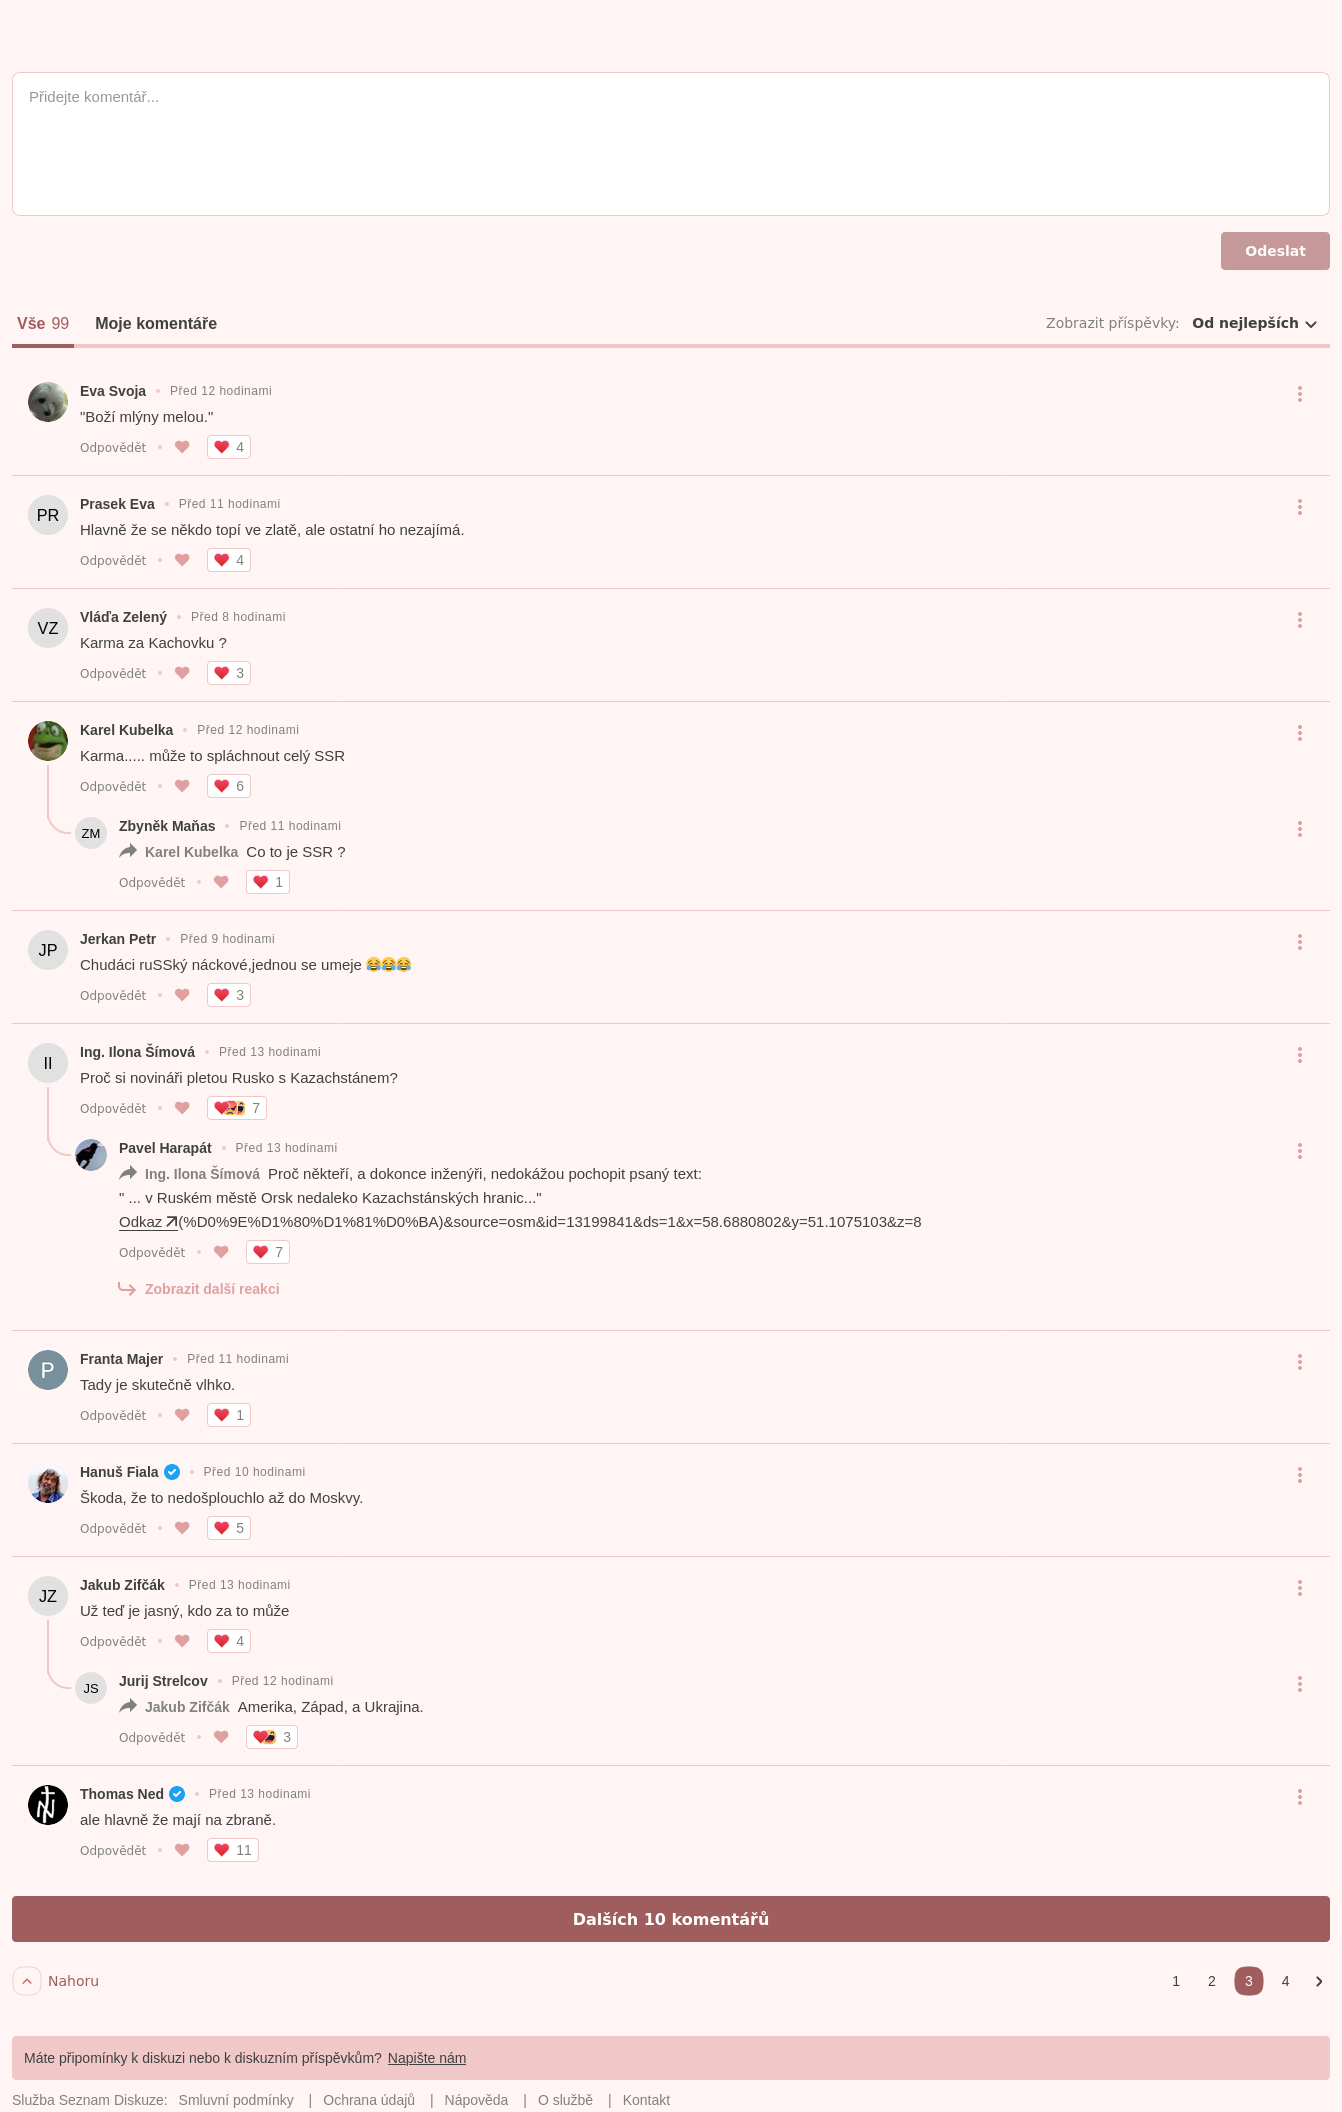 Přidejte komentář...
Odeslat
Vše 99 Moje komentáře Zobrazit příspěvky: Od nejlepších
Eva Svoja • Před 12 hodinami
"Boží mlýny melou."
Odpovědět • 4
PR Prasek Eva • Před 11 hodinami
Hlavně že se někdo topí ve zlatě, ale ostatní ho nezajímá.
Odpovědět • 4
VZ Vláďa Zelený • Před 8 hodinami
Karma za Kachovku ?
Odpovědět • 3
Karel Kubelka • Před 12 hodinami
Karma..... může to spláchnout celý SSR
Odpovědět • 6
ZM Zbyněk Maňas • Před 11 hodinami
Karel Kubelka Co to je SSR ?
Odpovědět • 1
JP Jerkan Petr • Před 9 hodinami
Chudáci ruSSký náckové,jednou se umeje 😂😂😂
Odpovědět • 3
II Ing. Ilona Šímová • Před 13 hodinami
Proč si novináři pletou Rusko s Kazachstánem?
Odpovědět • 7
Pavel Harapát • Před 13 hodinami
Ing. Ilona Šímová Proč někteří, a dokonce inženýři, nedokážou pochopit psaný text:
" ... v Ruském městě Orsk nedaleko Kazachstánských hranic..."
Odkaz (%D0%9E%D1%80%D1%81%D0%BA)&source=osm&id=13199841&ds=1&x=58.6880802&y=51.1075103&z=8
Odpovědět • 7
Zobrazit další reakci
P Franta Majer • Před 11 hodinami
Tady je skutečně vlhko.
Odpovědět • 1
Hanuš Fiala • Před 10 hodinami
Škoda, že to nedošplouchlo až do Moskvy.
Odpovědět • 5
JZ Jakub Zifčák • Před 13 hodinami
Už teď je jasný, kdo za to může
Odpovědět • 4
JS Jurij Strelcov • Před 12 hodinami
Jakub Zifčák Amerika, Západ, a Ukrajina.
Odpovědět • 3
Thomas Ned • Před 13 hodinami
ale hlavně že mají na zbraně.
Odpovědět • 11
Dalších 10 komentářů
Nahoru 1 2 3 4
Máte připomínky k diskuzi nebo k diskuzním příspěvkům? Napište nám
Služba Seznam Diskuze: Smluvní podmínky | Ochrana údajů | Nápověda | O službě | Kontakt